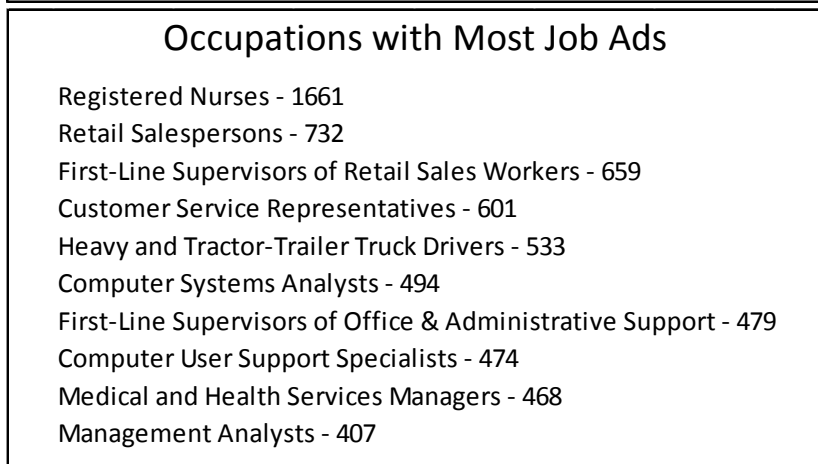 Occupations with Most Job Ads
Registered Nurses - 1661
Retail Salespersons - 732
First-Line Supervisors of Retail Sales Workers - 659
Customer Service Representatives - 601
Heavy and Tractor-Trailer Truck Drivers - 533
Computer Systems Analysts - 494
First-Line Supervisors of Office & Administrative Support - 479
Computer User Support Specialists - 474
Medical and Health Services Managers - 468
Management Analysts - 407